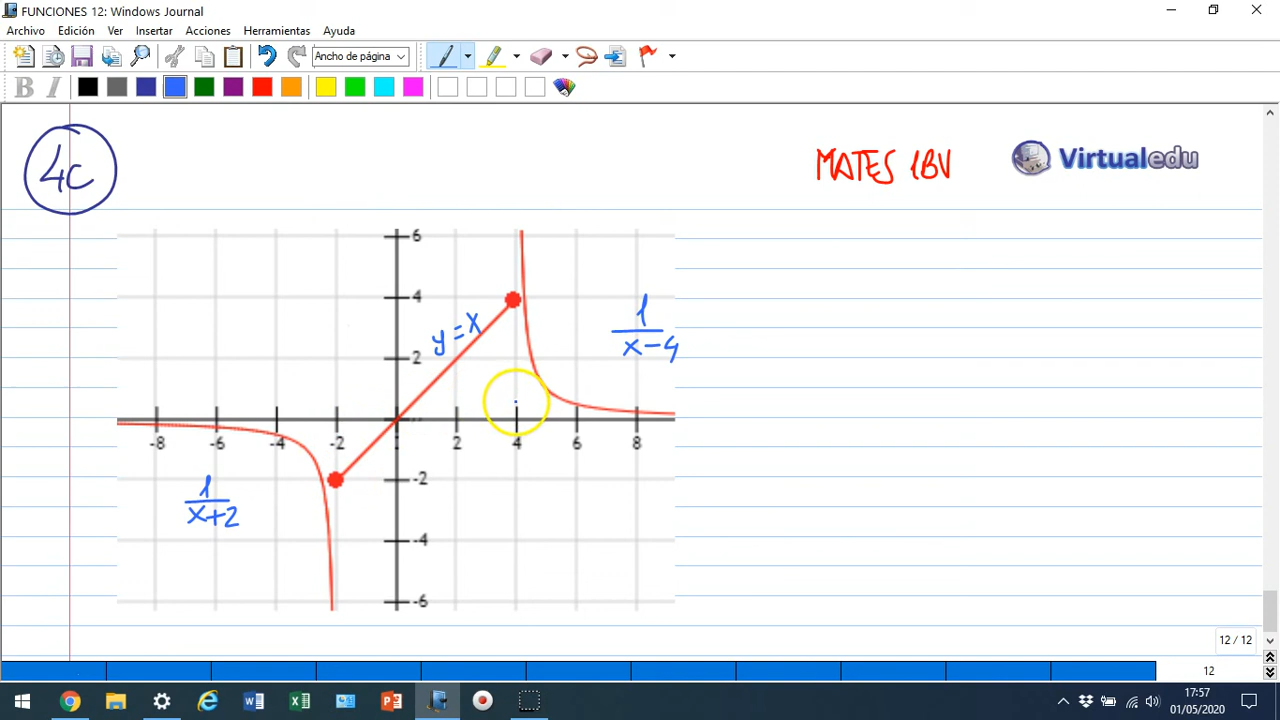 FUNCIONES 12: Windows Journal
Archivo Edición Ver Insertar Acciones Herramientas Ayuda
Ancho de página
B I
4c
MATES 1BV
Virtualedu
6
4
2
-2
-4
-6
-8 -6 -4 -2 2 4 6 8
y=x
1
x-4
1
x+2
12 / 12
12
17:57
01/05/2020